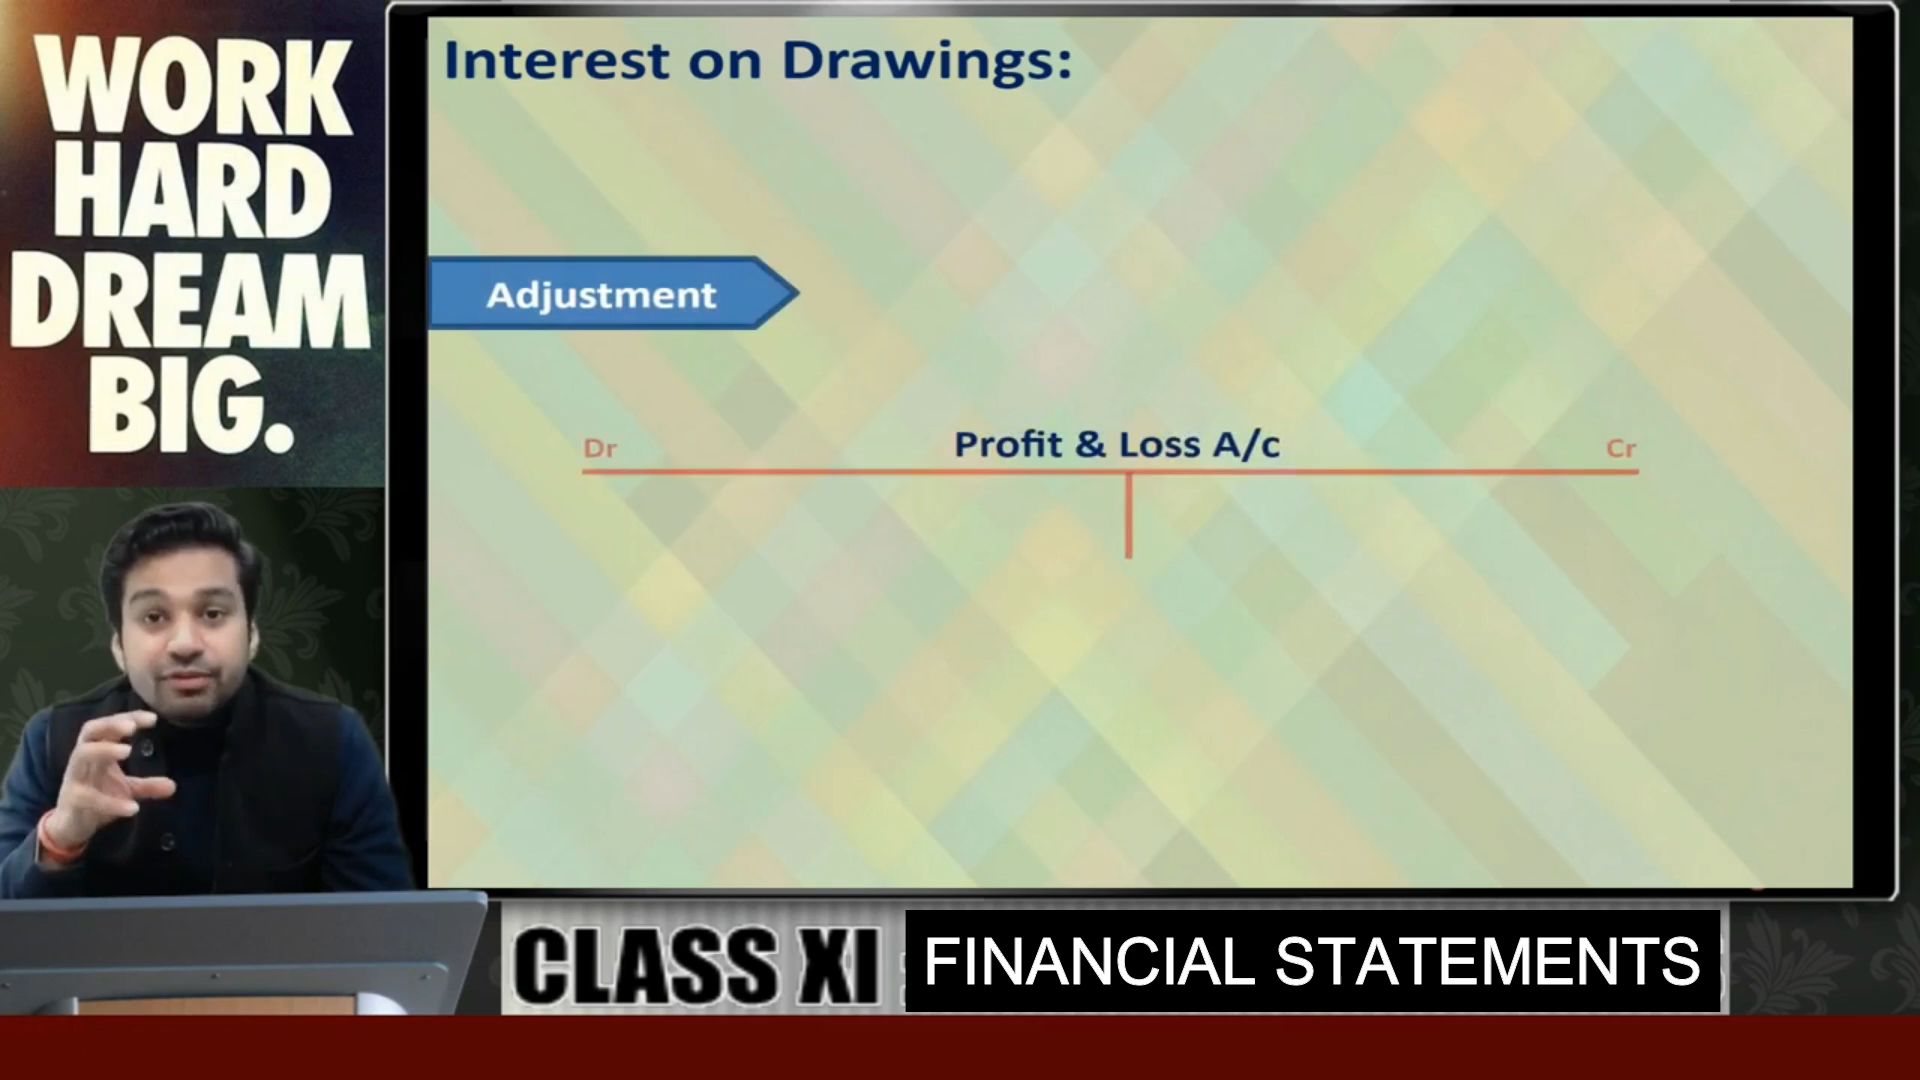 WORK
HARD
DREAM
BIG.
Interest on Drawings:
Adjustment
Dr Profit & Loss A/c Cr
CLASS XI FINANCIAL STATEMENTS